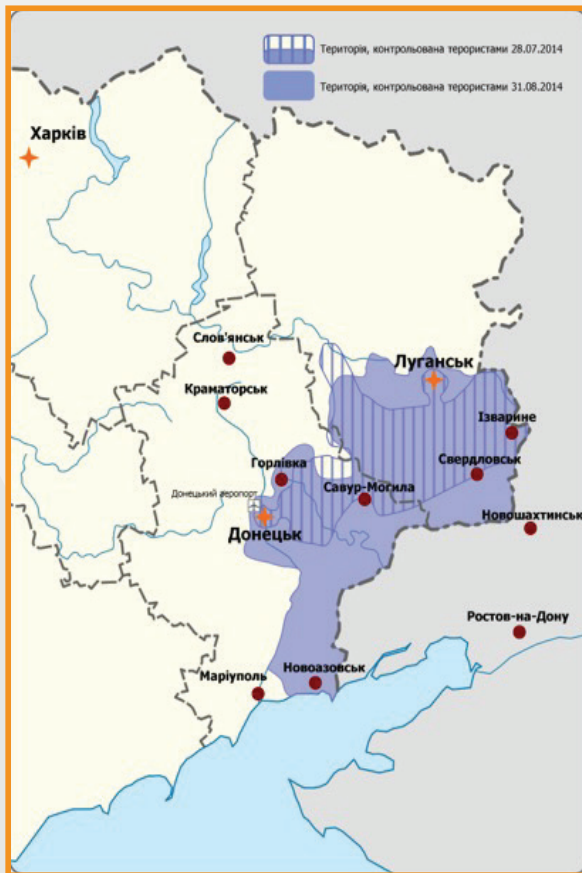 Територія, контрольована терористами 28.07.2014
Територія, контрольована терористами 31.08.2014
Харків
Слов'янськ
Луганськ
Краматорськ
Ізварине
Горлівка
Свердловськ
Савур-Могила
Донецький аеропорт
Донецьк
Новошахтинськ
Ростов-на-Дону
Маріуполь
Новоазовськ